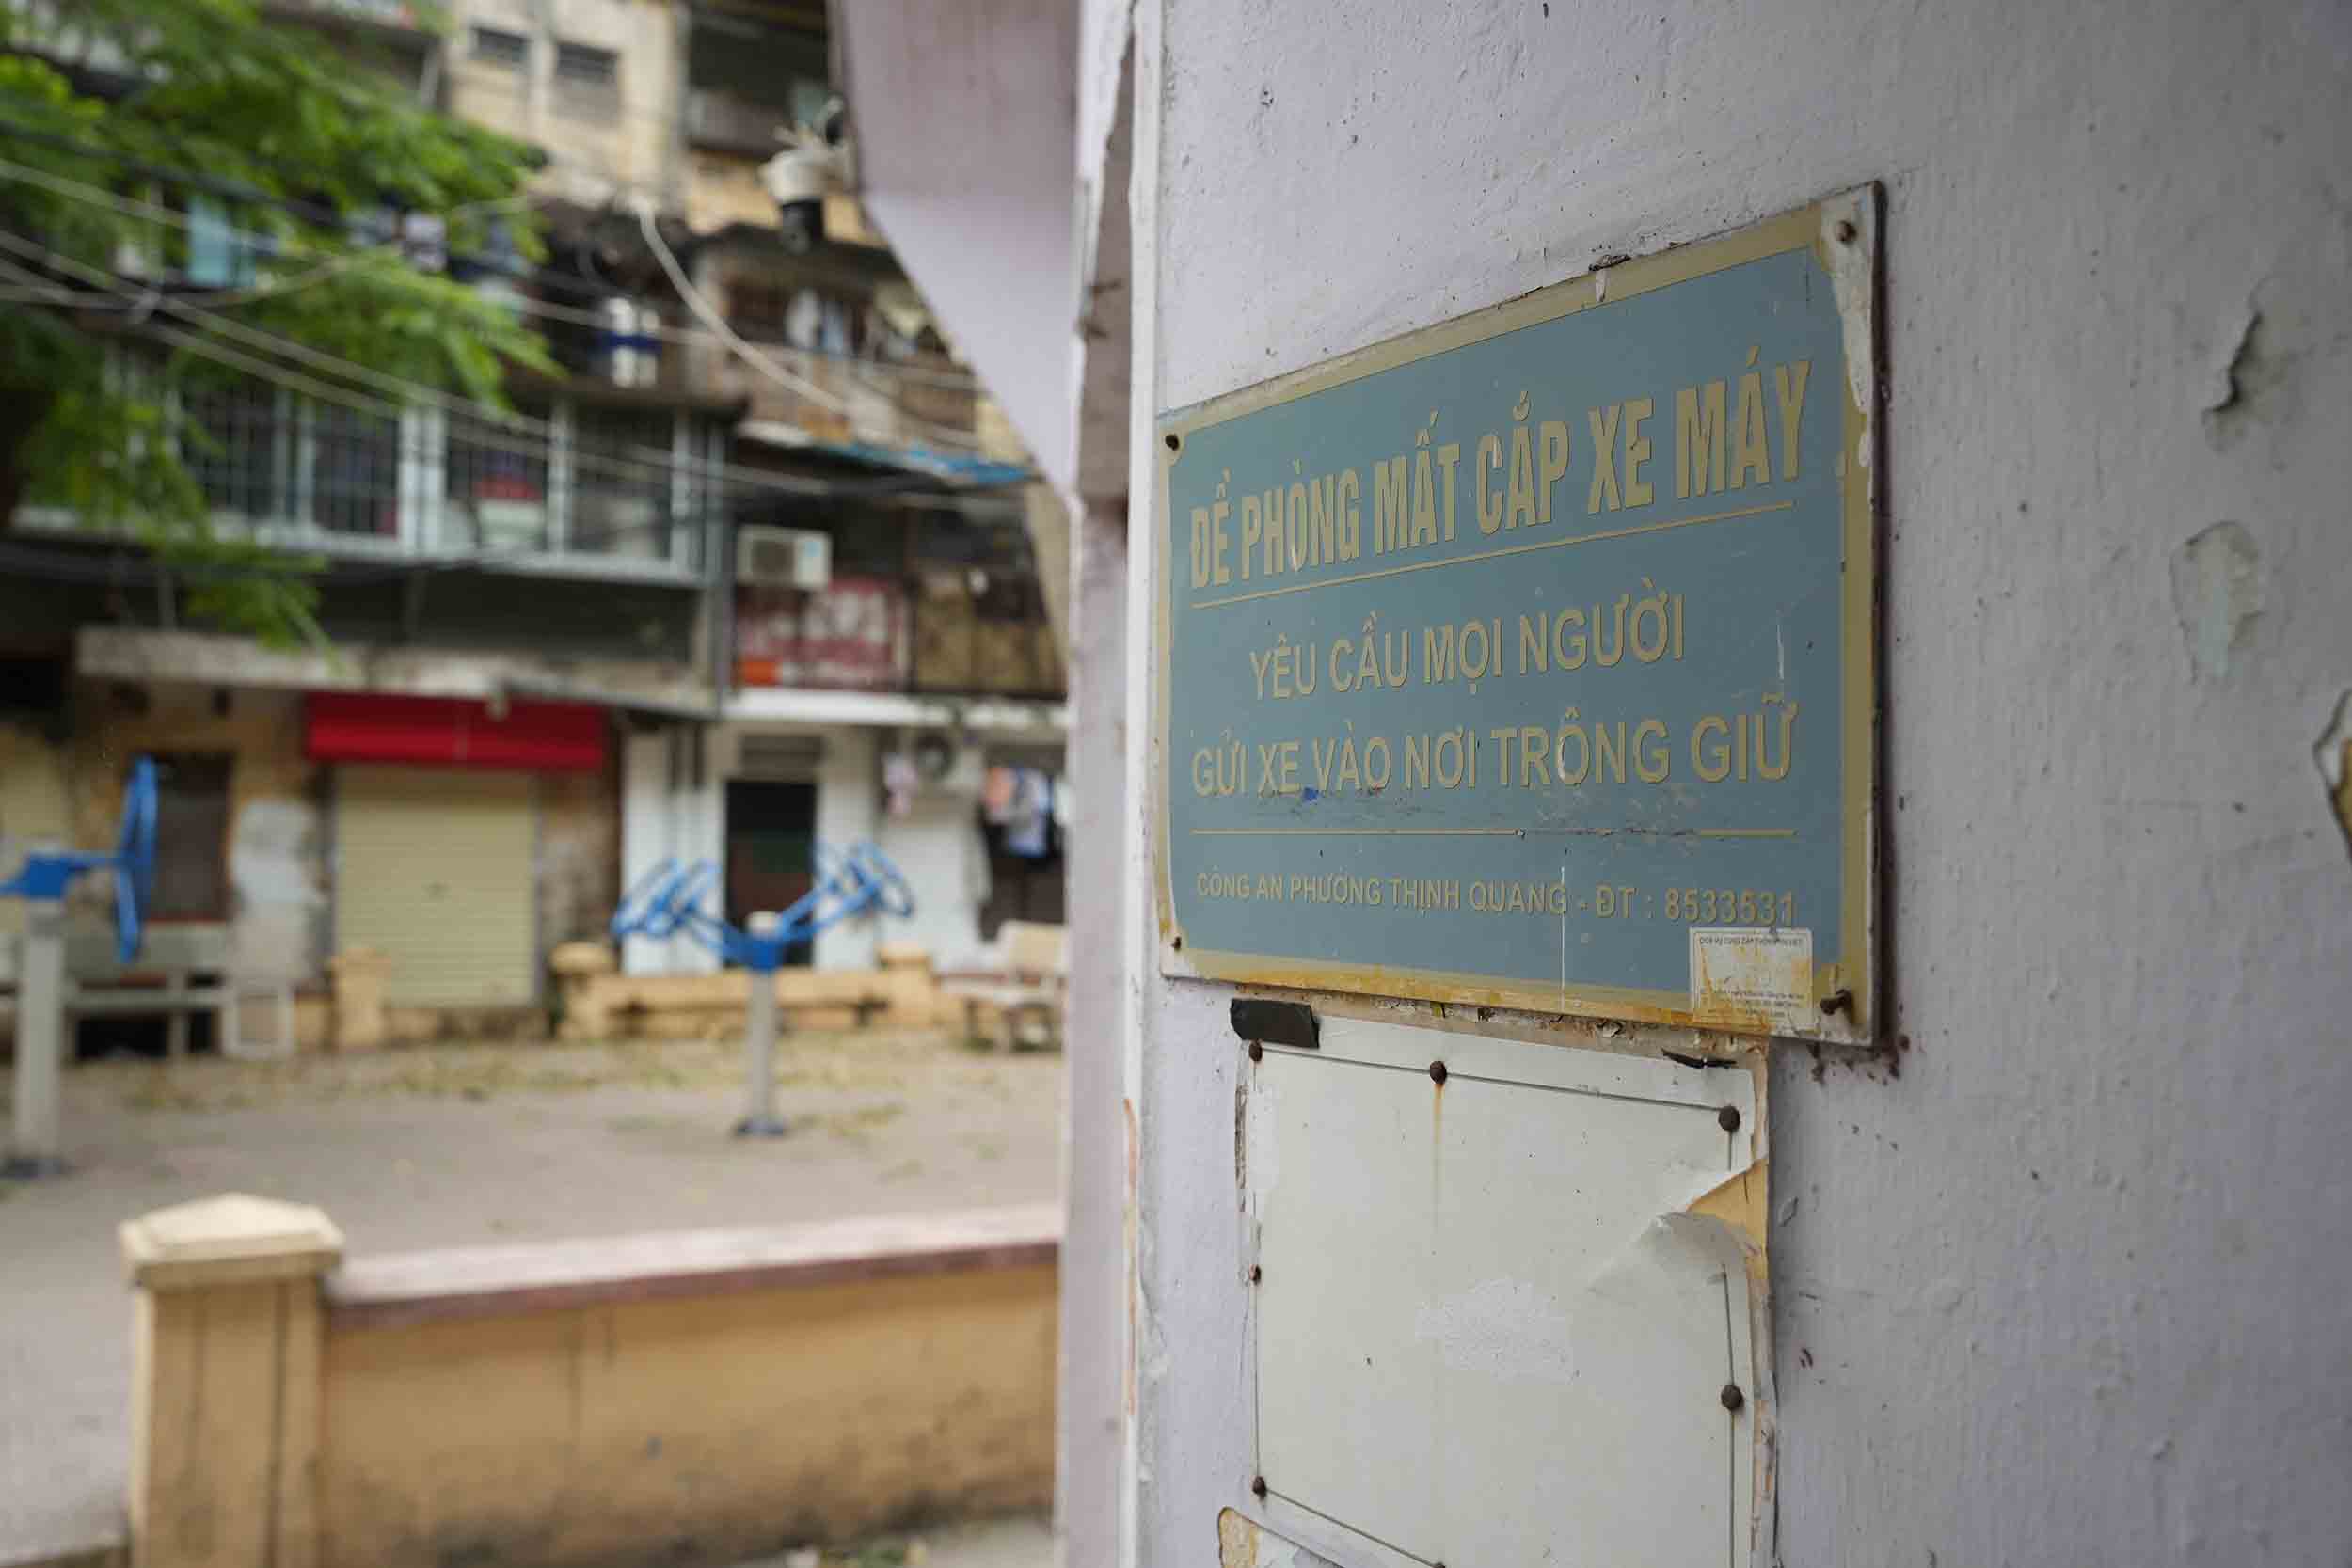 ĐỀ PHÒNG MẤT CẮP XE MÁY
YÊU CẦU MỌI NGƯỜI
GỬI XE VÀO NƠI TRÔNG GIỮ
CÔNG AN PHƯỜNG THỊNH QUANG - ĐT : 8533531